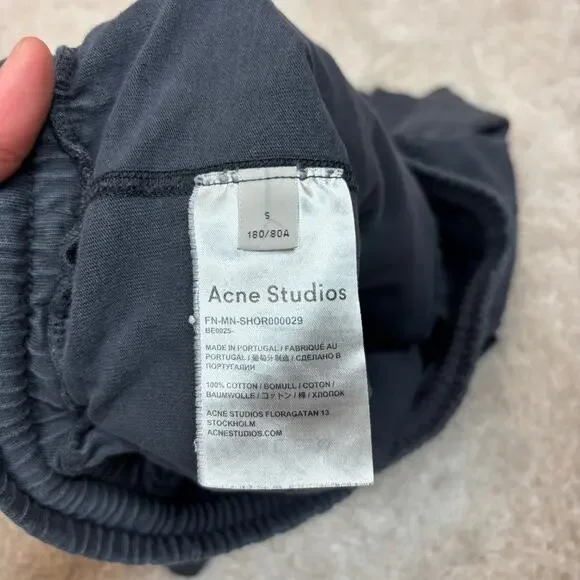 S
180/80A
Acne Studios
FN-MN-SHOR000029
BE0025-
MADE IN PORTUGAL / FABRIQUÉ AU
PORTUGAL / 葡萄牙制造 / СДЕЛАНО В
ПОРТУГАЛИИ
100% COTTON / BOMULL / COTON /
BAUMWOLLE / コットン / 棉 / ХЛОПОК
ACNE STUDIOS FLORAGATAN 13
STOCKHOLM
ACNESTUDIOS.COM